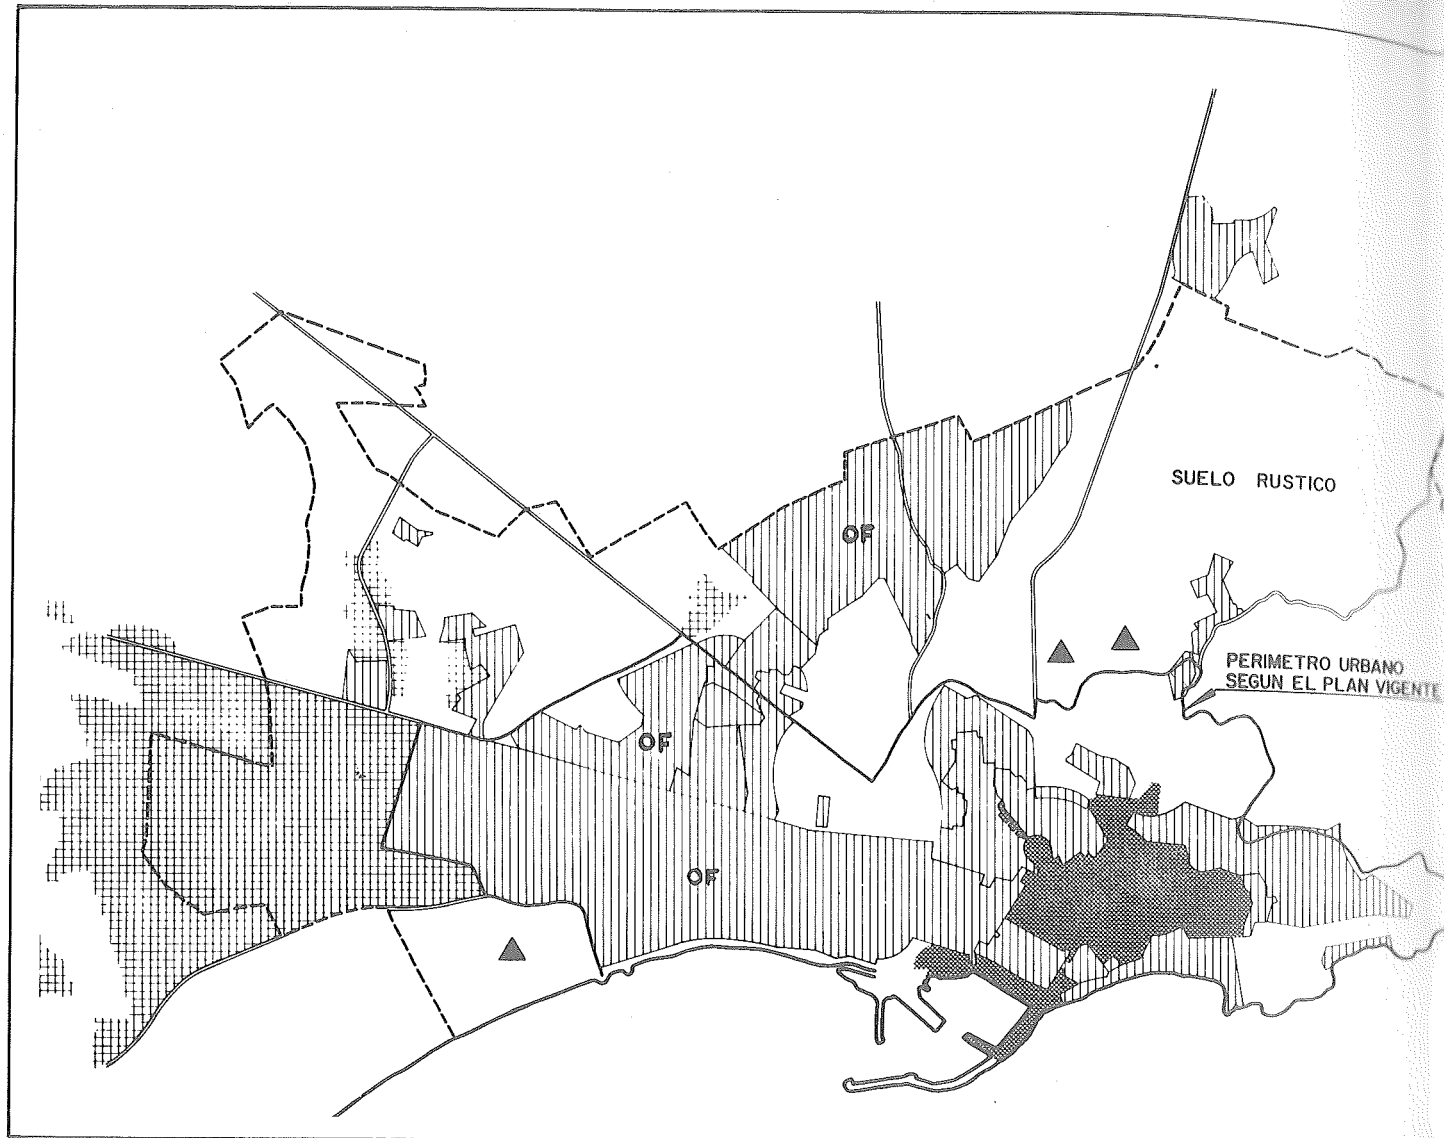 SUELO RUSTICO
OF
PERIMETRO URBANO
SEGUN EL PLAN VIGENTE
OF
OF